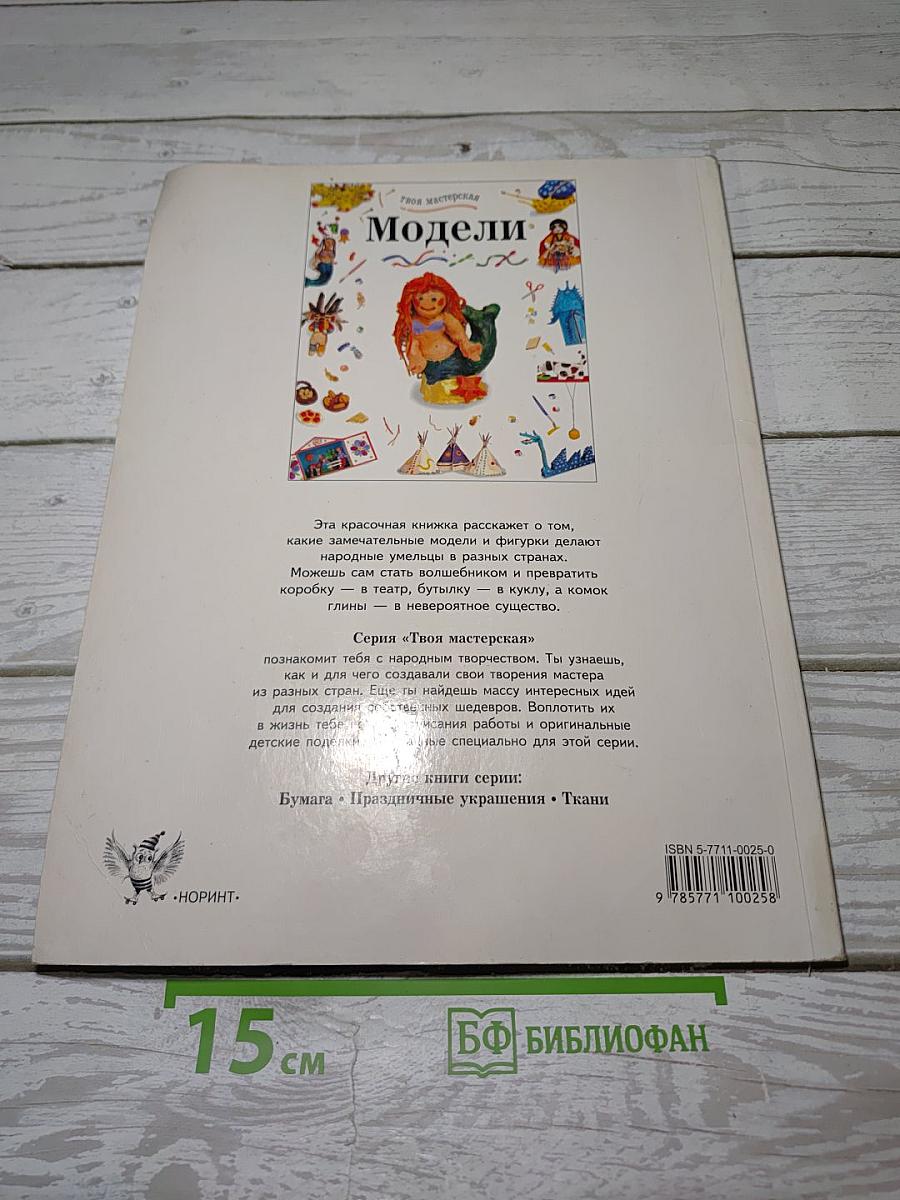 твоя мастерская
Модели
Эта красочная книжка расскажет о том,
какие замечательные модели и фигурки делают
народные умельцы в разных странах.
Можешь сам стать волшебником и превратить
коробку — в театр, бутылку — в куклу, а комок
глины — в невероятное существо.
Серия «Твоя мастерская»
познакомит тебя с народным творчеством. Ты узнаешь,
как и для чего создавали свои творения мастера
из разных стран. Еще ты найдешь массу интересных идей
для создания собственных шедевров. Воплотить их
в жизнь тебе работы и оригинальные
детские поделки специально для этой серии.
Другие книги серии:
Бумага • Праздничные украшения • Ткани
•НОРИНТ•
ISBN 5-7711-0025-0
9 785771 100258
15 см
БФ БИБЛИОФАН